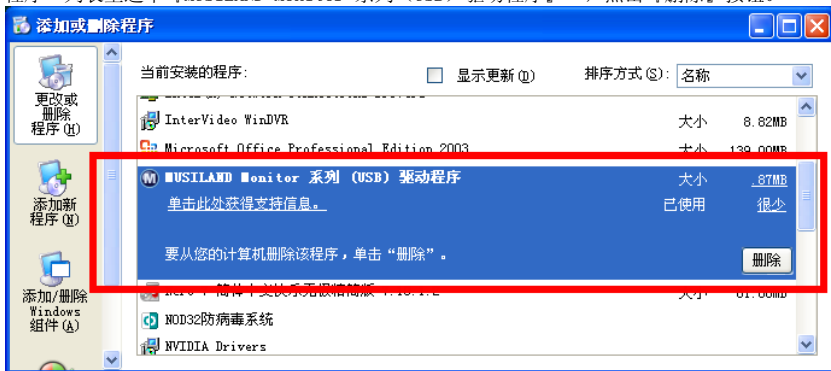 添加或删除程序
更改或
删除
程序(H)
当前安装的程序:
显示更新(D)
排序方式(S): 名称
InterVideo WinDVR 大小 8.82MB
Microsoft Office Professional Edition 2003 大小 139.00MB
添加新
程序(N)
MUSILAND Monitor 系列 (USB) 驱动程序 大小 .87MB
单击此处获得支持信息。 已使用 很少
要从您的计算机删除该程序，单击“删除”。 删除
添加/删除
Windows
组件(A)
NOD32防病毒系统
NVIDIA Drivers